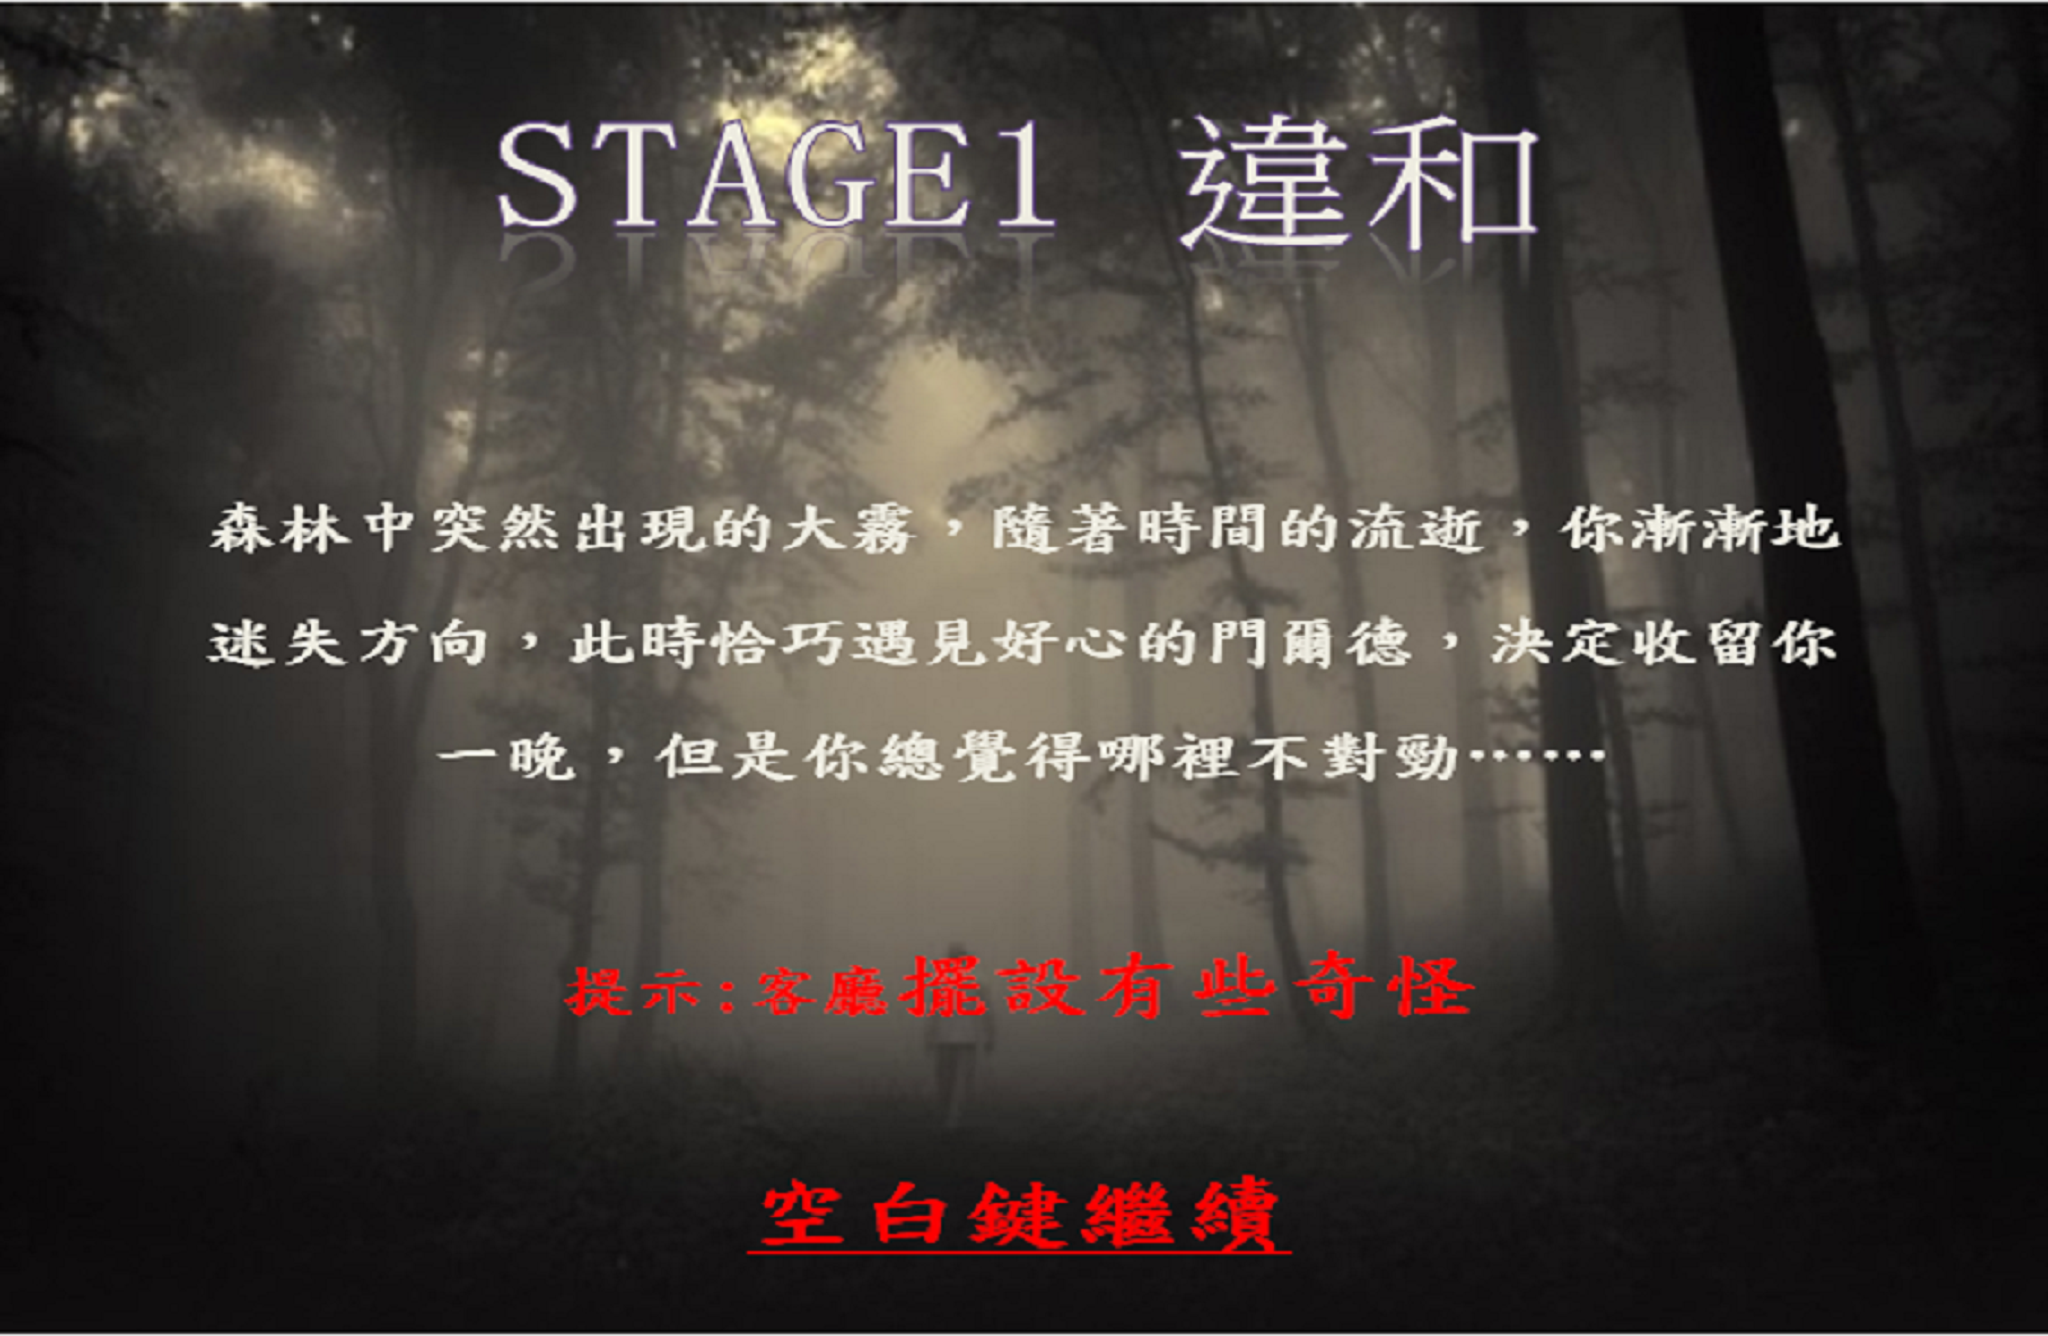 STAGE1 違和
森林中突然出現的大霧，隨著時間的流逝，你漸漸地
迷失方向，此時恰巧遇見好心的門爾德，決定收留你
一晚，但是你總覺得哪裡不對勁……
提示:客廳擺設有些奇怪
空白鍵繼續